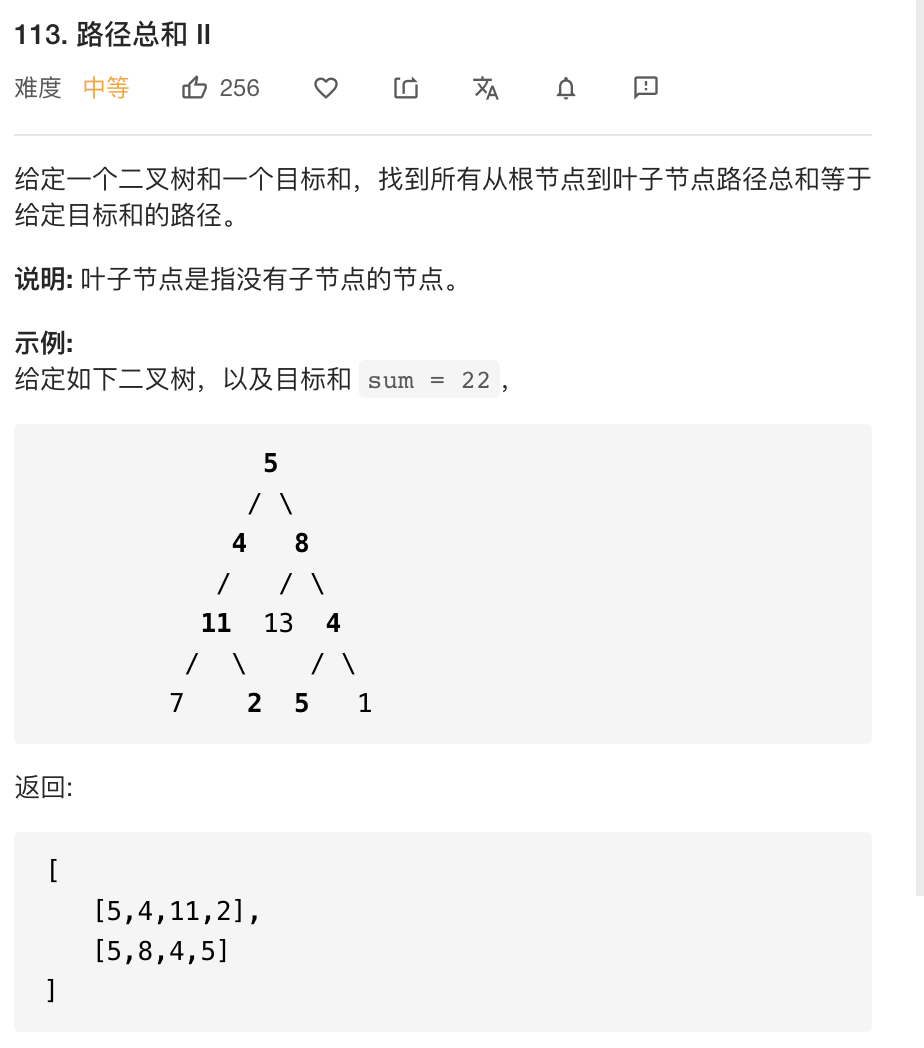 113. 路径总和 II
难度 中等 256
给定一个二叉树和一个目标和，找到所有从根节点到叶子节点路径总和等于
给定目标和的路径。
说明: 叶子节点是指没有子节点的节点。
示例:
给定如下二叉树，以及目标和 sum = 22，
5
/ \
4 8
/ / \
11 13 4
/ \ / \
7 2 5 1
返回:
[
[5,4,11,2],
[5,8,4,5]
]